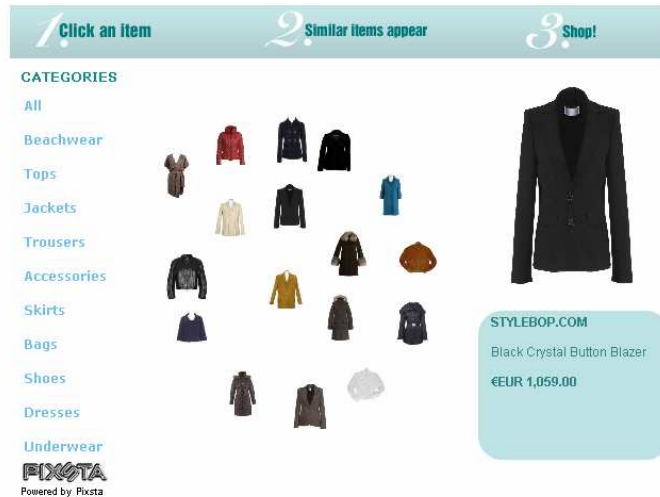 1. Click an item
2. Similar items appear
3. Shop!
CATEGORIES
All
Beachwear
Tops
Jackets
Trousers
Accessories
Skirts
Bags
Shoes
Dresses
Underwear
PIXSTA
Powered by Pixsta
STYLEBOP.COM
Black Crystal Button Blazer
€EUR 1,059.00